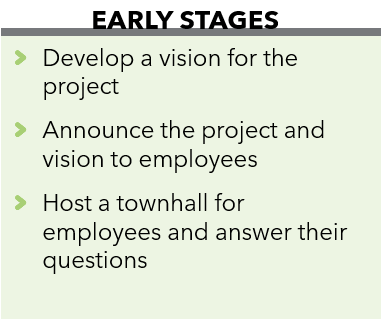 EARLY STAGES
Develop a vision for the
project
Announce the project and
vision to employees
Host a townhall for
employees and answer their
questions